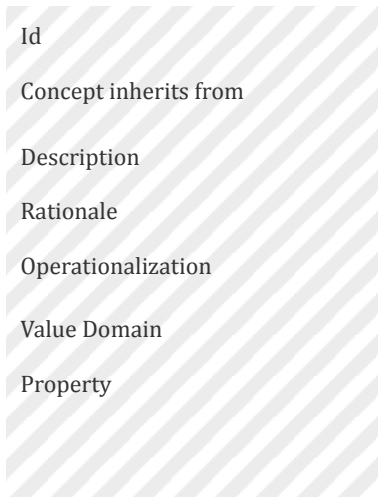 Id
Concept inherits from
Description
Rationale
Operationalization
Value Domain
Property